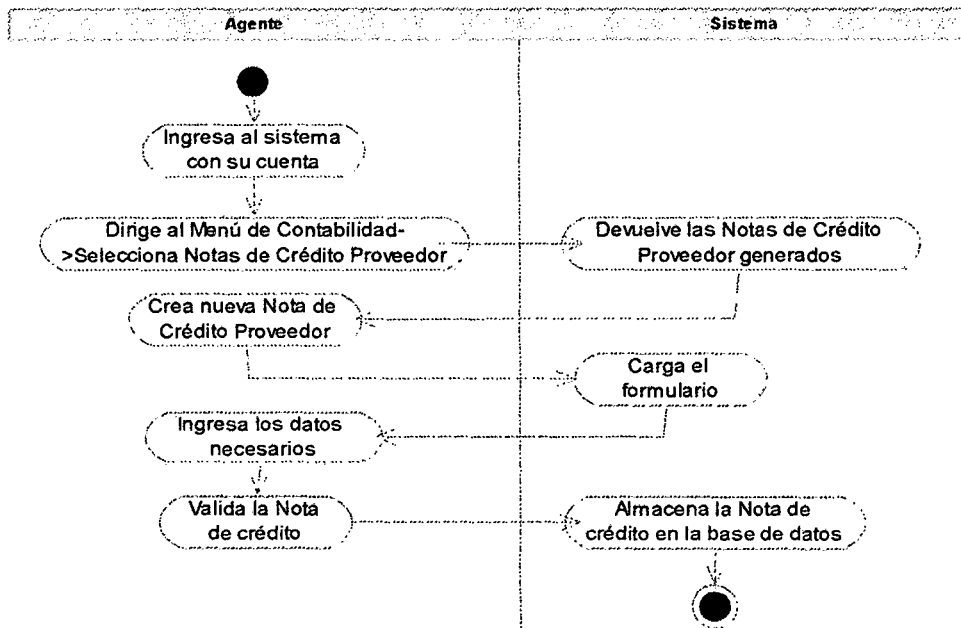 Agente
Sistema
Ingresa al sistema
con su cuenta
Dirige al Menú de Contabilidad-
>Selecciona Notas de Crédito Proveedor
Devuelve las Notas de Crédito
Proveedor generados
Crea nueva Nota de
Crédito Proveedor
Carga el
formulario
Ingresa los datos
necesarios
Valida la Nota
de crédito
Almacena la Nota de
crédito en la base de datos